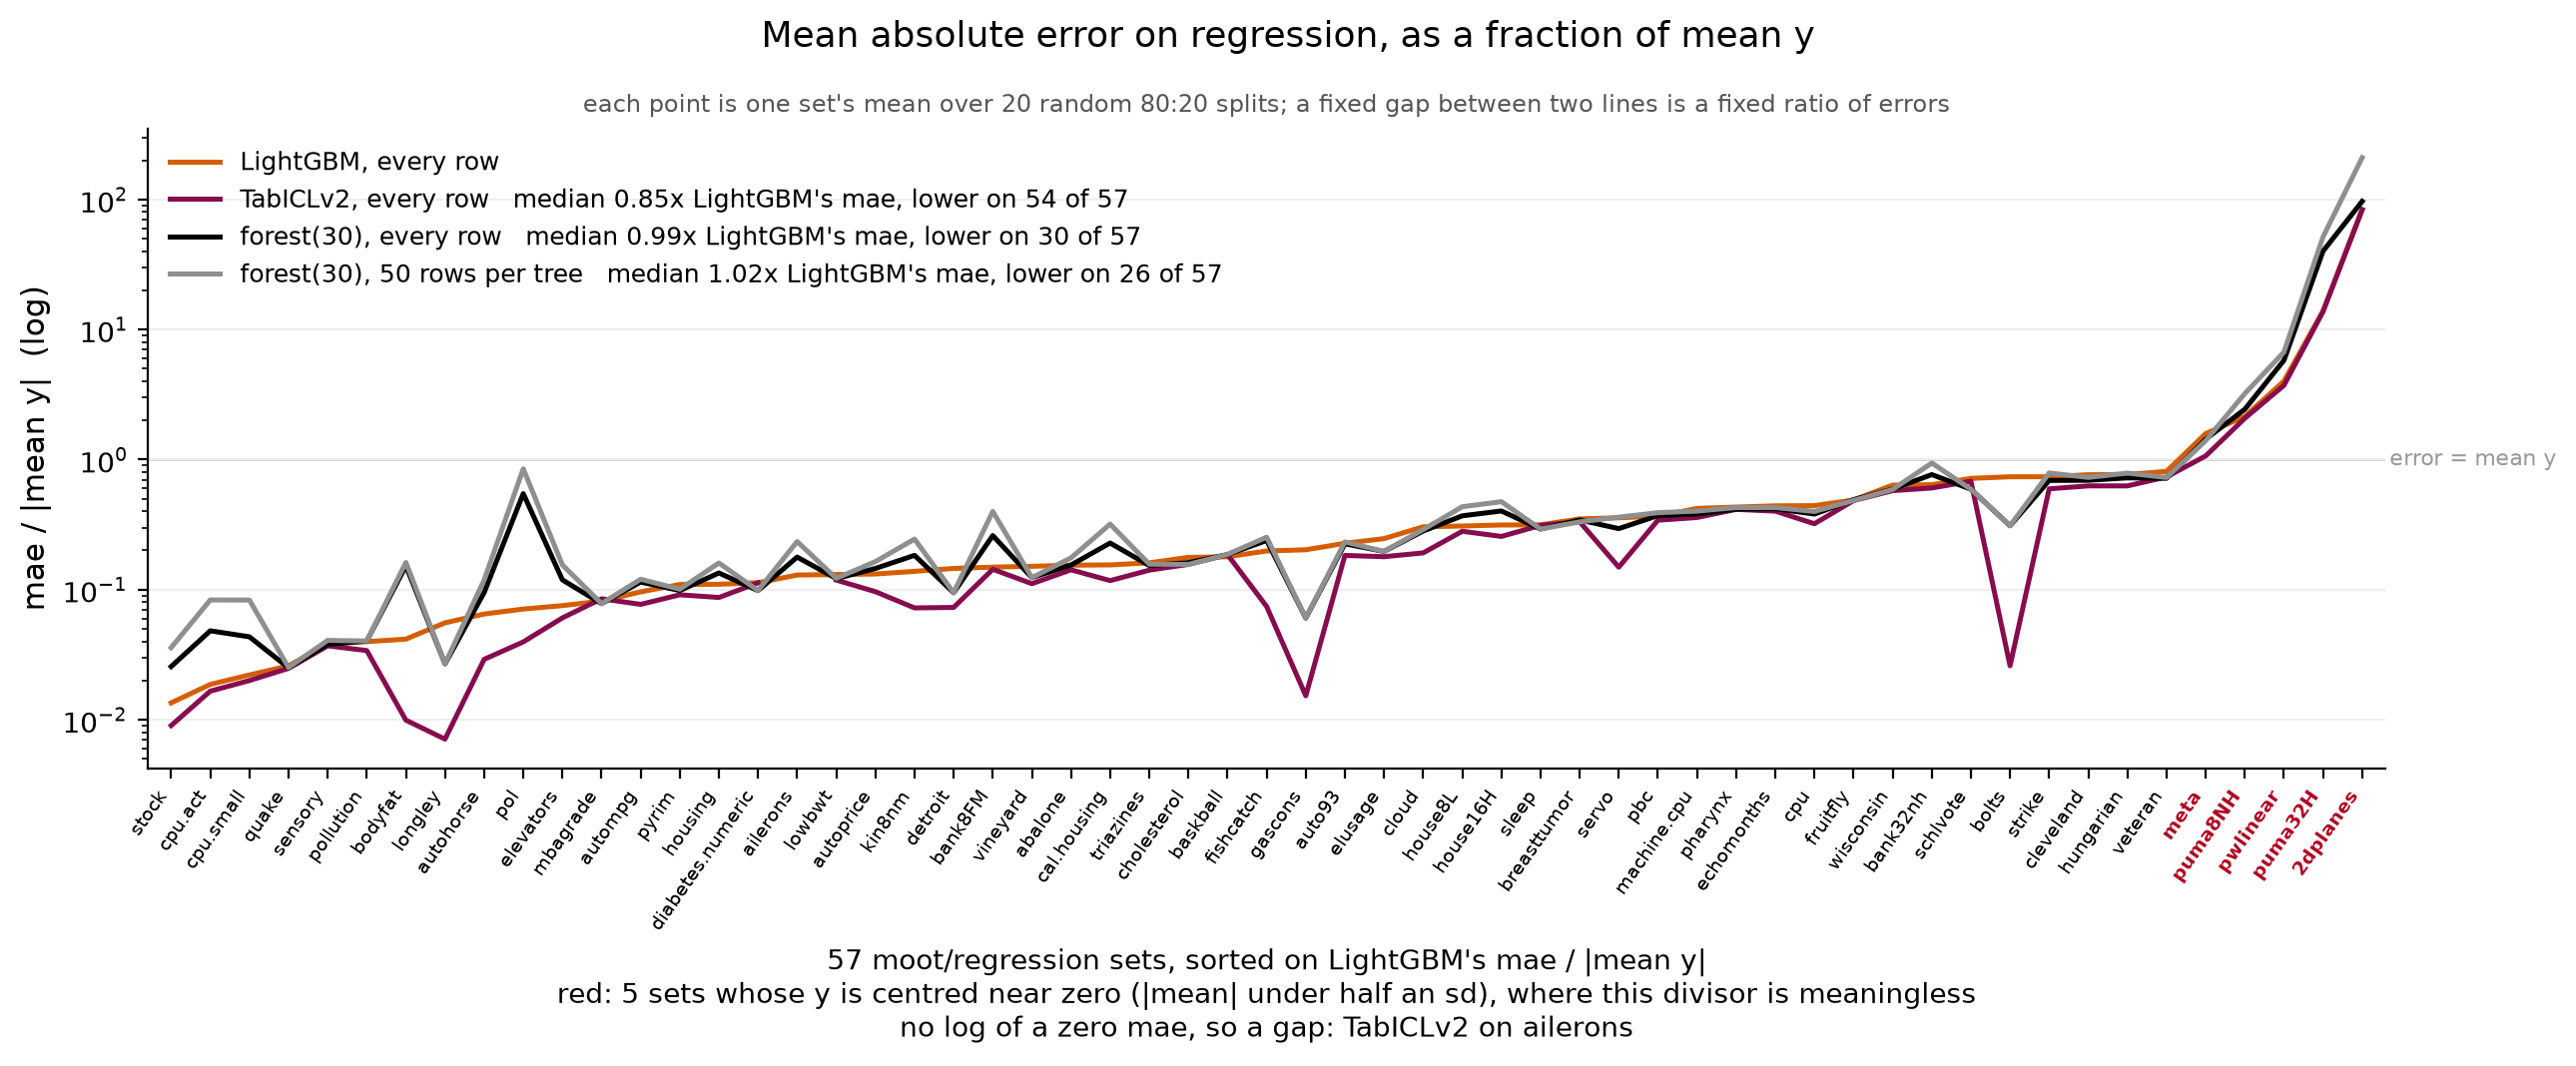 Mean absolute error on regression, as a fraction of mean y
each point is one set's mean over 20 random 80:20 splits; a fixed gap between two lines is a fixed ratio of errors
LightGBM, every row
TabICLv2, every row median 0.85x LightGBM's mae, lower on 54 of 57
forest(30), every row median 0.99x LightGBM's mae, lower on 30 of 57
forest(30), 50 rows per tree median 1.02x LightGBM's mae, lower on 26 of 57
mae / |mean y| (log)
10²
10¹
10⁰
10⁻¹
10⁻²
error = mean y
stock
cpu.act
cpu.small
quake
sensory
pollution
bodyfat
longley
autohorse
pol
elevators
mbagrade
autompg
pyrim
housing
diabetes.numeric
ailerons
lowbwt
autoprice
kin8nm
detroit
bank8FM
vineyard
abalone
cal.housing
triazines
cholesterol
baskball
fishcatch
gascons
auto93
elusage
cloud
house8L
house16H
sleep
breasttumor
servo
pbc
machine.cpu
pharynx
echomonths
cpu
fruitfly
wisconsin
bank32nh
schlvote
bolts
strike
cleveland
hungarian
veteran
meta
puma8NH
pwlinear
puma32H
2dplanes
57 moot/regression sets, sorted on LightGBM's mae / |mean y|
red: 5 sets whose y is centred near zero (|mean| under half an sd), where this divisor is meaningless
no log of a zero mae, so a gap: TabICLv2 on ailerons